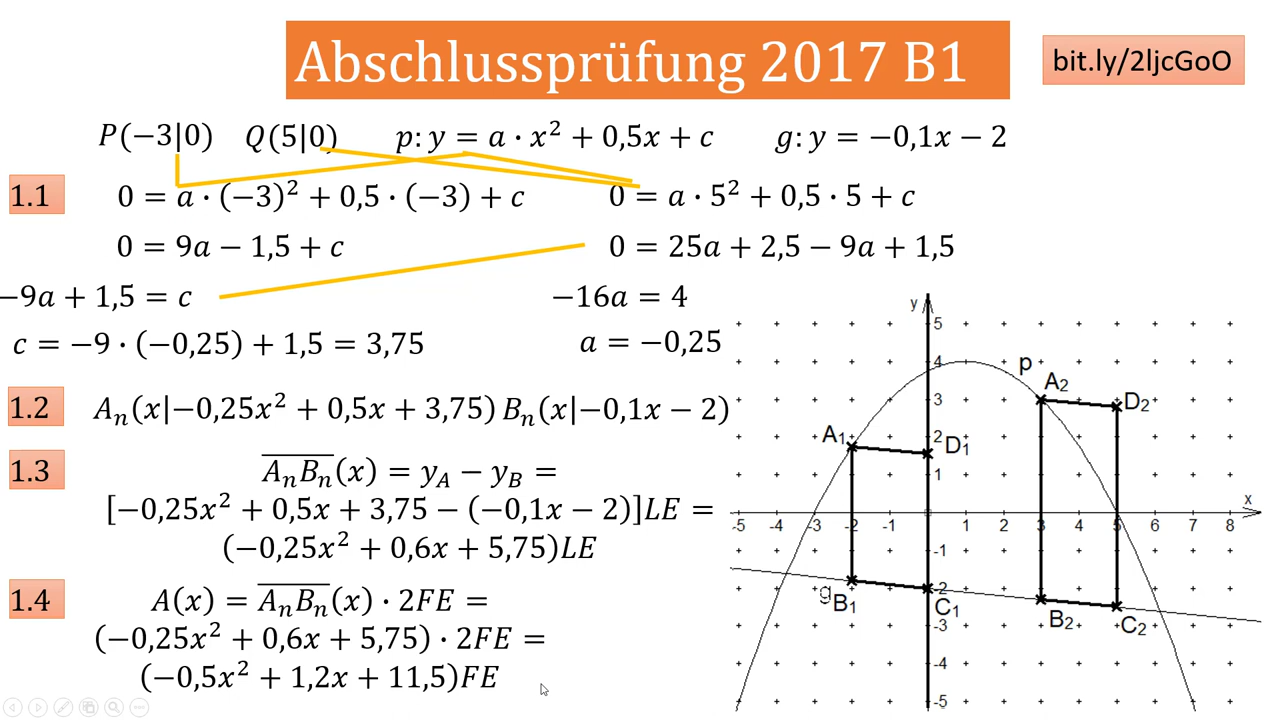 Abschlussprüfung 2017 B1
bit.ly/2ljcGoO
P(−3|0) Q(5|0) p: y = a · x² + 0,5x + c g: y = −0,1x − 2
1.1
0 = a · (−3)² + 0,5 · (−3) + c
0 = a · 5² + 0,5 · 5 + c
0 = 9a − 1,5 + c
0 = 25a + 2,5 − 9a + 1,5
−9a + 1,5 = c
−16a = 4
c = −9 · (−0,25) + 1,5 = 3,75
a = −0,25
1.2
Aₙ(x|−0,25x² + 0,5x + 3,75) Bₙ(x|−0,1x − 2)
1.3
A̅ₙ̅B̅ₙ̅(x) = y_A − y_B =
[−0,25x² + 0,5x + 3,75 − (−0,1x − 2)]LE =
(−0,25x² + 0,6x + 5,75)LE
1.4
A(x) = A̅ₙ̅B̅ₙ̅(x) · 2FE =
(−0,25x² + 0,6x + 5,75) · 2FE =
(−0,5x² + 1,2x + 11,5)FE
y
5
4
p
A₂
3
D₂
A₁
2
D₁
1
x
-5 -4 -3 -2 -1 0 1 2 3 4 5 6 7 8
-1
-2
g
B₁
C₁
B₂
C₂
-3
-4
-5